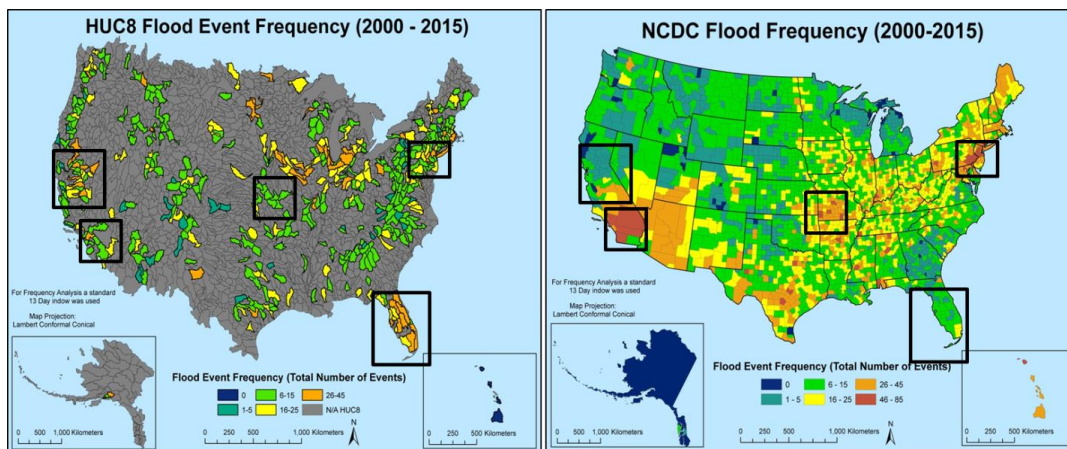 HUC8 Flood Event Frequency (2000 - 2015)
For Frequency Analysis a standard
13 Day indow was used
Map Projection:
Lambert Conformal Conical
Flood Event Frequency (Total Number of Events)
0
6-15
26-45
1-5
16-25
N/A HUC8
0 250 500 1,000 Kilometers
N
0 500 1,000 Kilometers
0 250 500 Kilometers
NCDC Flood Frequency (2000-2015)
For Frequency Analysis a standard
13 Day indow was used
Map Projection:
Lambert Conformal Conical
Flood Event Frequency (Total Number of Events)
0
6 - 15
26 - 45
1 - 5
16 - 25
46 - 85
0 250 500 1,000 Kilometers
N
0 500 1,000 Kilometers
0 250 500 Kilometers